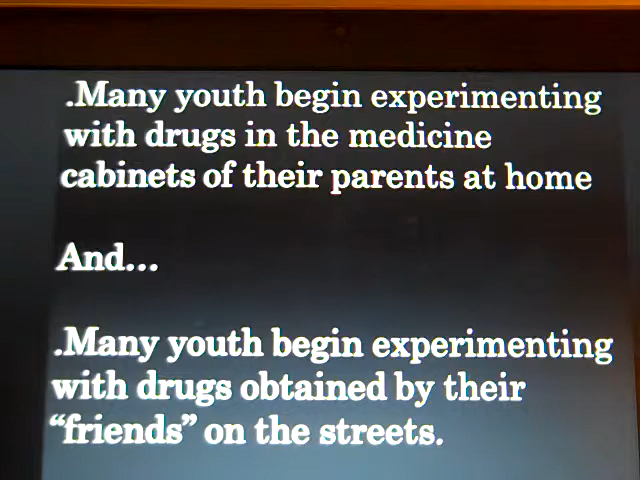 .Many youth begin experimenting
with drugs in the medicine
cabinets of their parents at home
And...
.Many youth begin experimenting
with drugs obtained by their
“friends” on the streets.